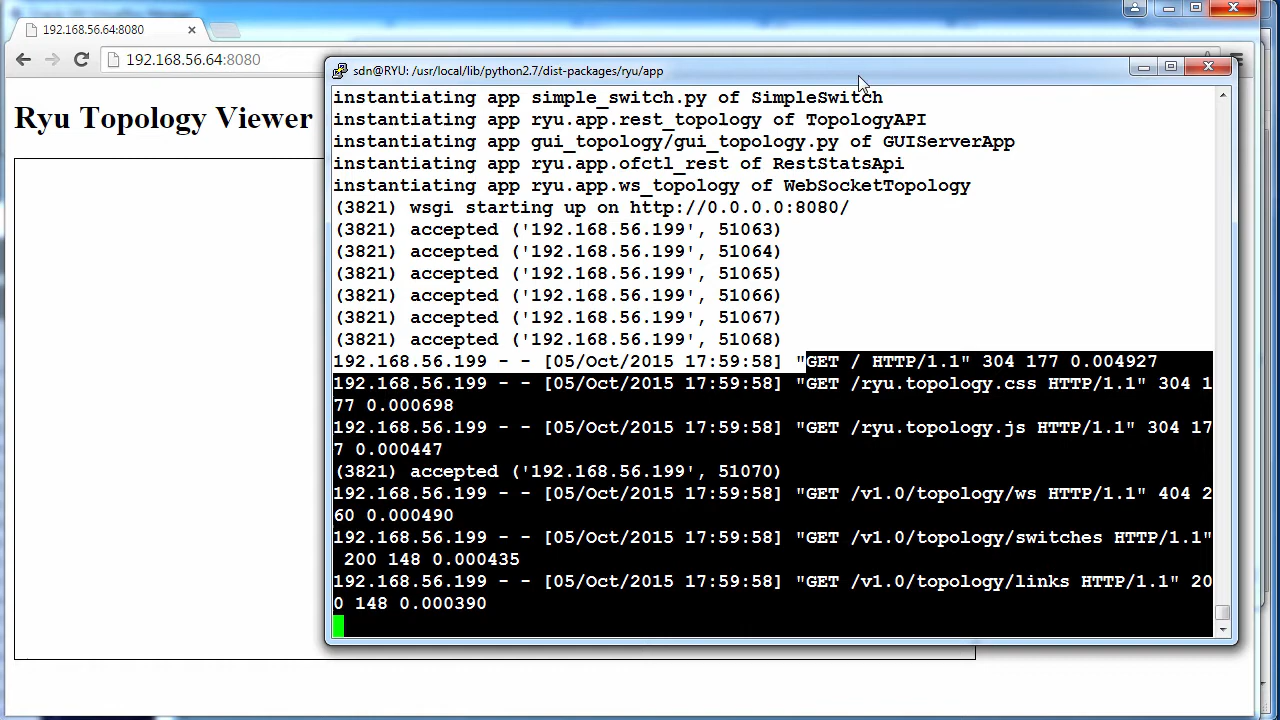 192.168.56.64:8080
192.168.56.64:8080
Ryu Topology Viewer
sdn@RYU: /usr/local/lib/python2.7/dist-packages/ryu/app
instantiating app simple_switch.py of SimpleSwitch
instantiating app ryu.app.rest_topology of TopologyAPI
instantiating app gui_topology/gui_topology.py of GUIServerApp
instantiating app ryu.app.ofctl_rest of RestStatsApi
instantiating app ryu.app.ws_topology of WebSocketTopology
(3821) wsgi starting up on http://0.0.0.0:8080/
(3821) accepted ('192.168.56.199', 51063)
(3821) accepted ('192.168.56.199', 51064)
(3821) accepted ('192.168.56.199', 51065)
(3821) accepted ('192.168.56.199', 51066)
(3821) accepted ('192.168.56.199', 51067)
(3821) accepted ('192.168.56.199', 51068)
192.168.56.199 - - [05/Oct/2015 17:59:58] "GET / HTTP/1.1" 304 177 0.004927
192.168.56.199 - - [05/Oct/2015 17:59:58] "GET /ryu.topology.css HTTP/1.1" 304 1
77 0.000698
192.168.56.199 - - [05/Oct/2015 17:59:58] "GET /ryu.topology.js HTTP/1.1" 304 17
7 0.000447
(3821) accepted ('192.168.56.199', 51070)
192.168.56.199 - - [05/Oct/2015 17:59:58] "GET /v1.0/topology/ws HTTP/1.1" 404 2
60 0.000490
192.168.56.199 - - [05/Oct/2015 17:59:58] "GET /v1.0/topology/switches HTTP/1.1"
 200 148 0.000435
192.168.56.199 - - [05/Oct/2015 17:59:58] "GET /v1.0/topology/links HTTP/1.1" 20
0 148 0.000390